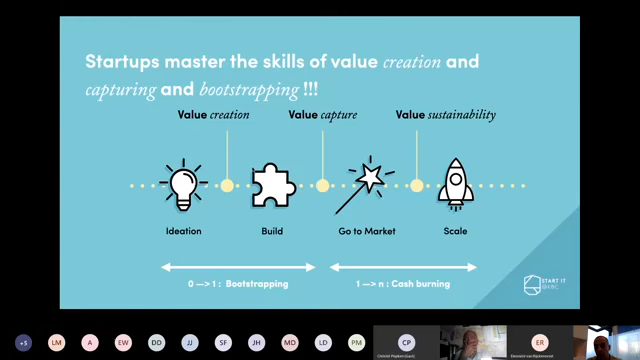 Startups master the skills of value creation and
capturing and bootstrapping !!!
Value creation
Value capture
Value sustainability
Ideation
Build
Go to Market
Scale
0 —> 1 : Bootstrapping
1 —> n : Cash burning
START IT
@KBC
+5
LM
A
EW
DD
JJ
SF
JH
MD
LD
PM
CP
ER